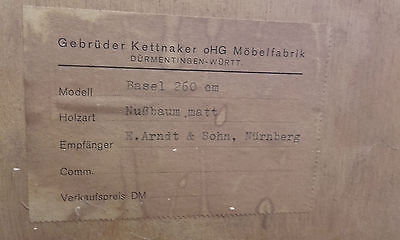 Gebrüder Kettnaker oHG Möbelfabrik
DÜRMENTINGEN-WÜRTT.
Modell Basel 260 cm
Holzart Nußbaum matt
Empfänger E.Arndt & Sohn, Nürnberg
Comm.
Verkaufspreis DM